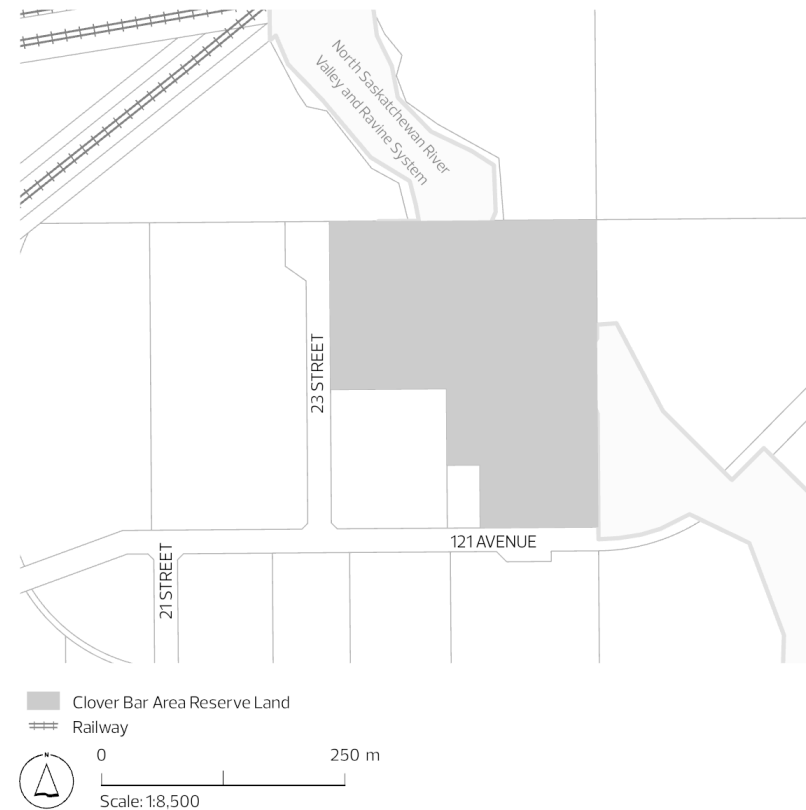 North Saskatchewan River
Valley and Ravine System
23 STREET
121 AVENUE
21 STREET
Clover Bar Area Reserve Land
Railway
N
0 250 m
Scale: 1:8,500